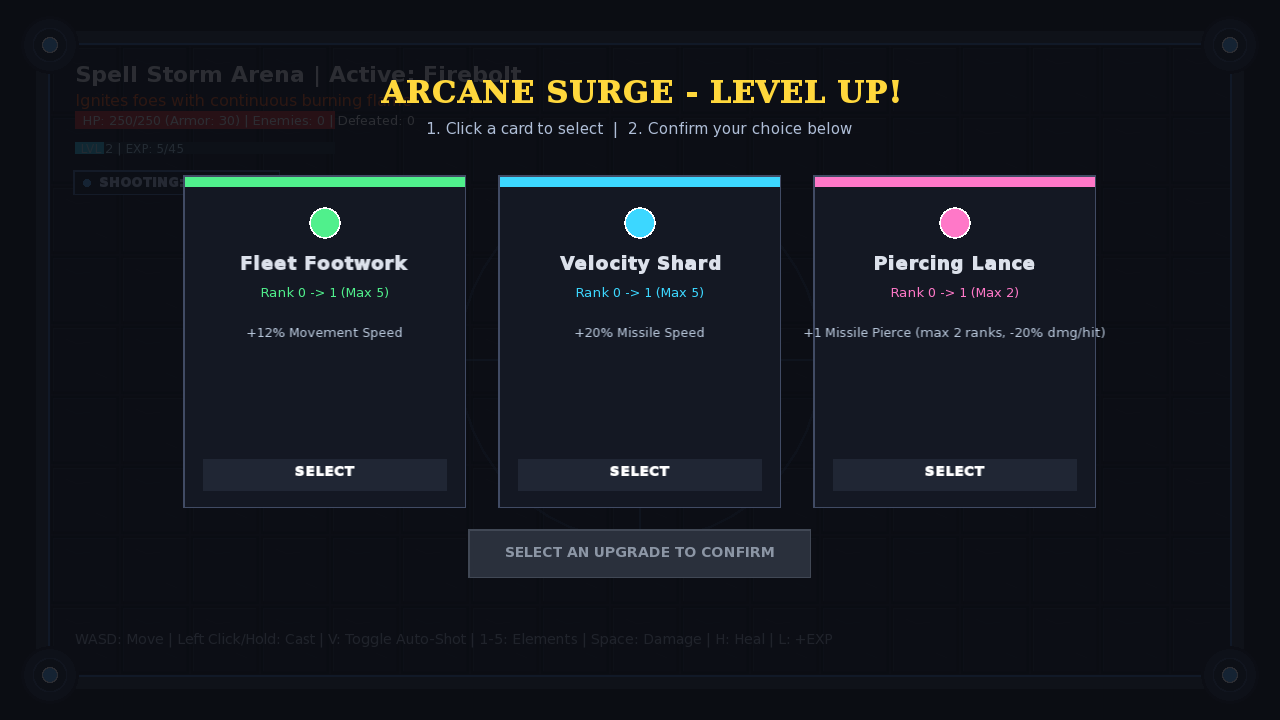 Spell Storm Arena | Active: Firebolt
Ignites foes with continuous burning fl
ARCANE SURGE - LEVEL UP!
HP: 250/250 (Armor: 30) | Enemies: 0 | Defeated: 0
1. Click a card to select | 2. Confirm your choice below
LVL 2 | EXP: 5/45
SHOOTING:
Fleet Footwork
Rank 0 -> 1 (Max 5)
+12% Movement Speed
SELECT
Velocity Shard
Rank 0 -> 1 (Max 5)
+20% Missile Speed
SELECT
Piercing Lance
Rank 0 -> 1 (Max 2)
+1 Missile Pierce (max 2 ranks, -20% dmg/hit)
SELECT
SELECT AN UPGRADE TO CONFIRM
WASD: Move | Left Click/Hold: Cast | V: Toggle Auto-Shot | 1-5: Elements | Space: Damage | H: Heal | L: +EXP